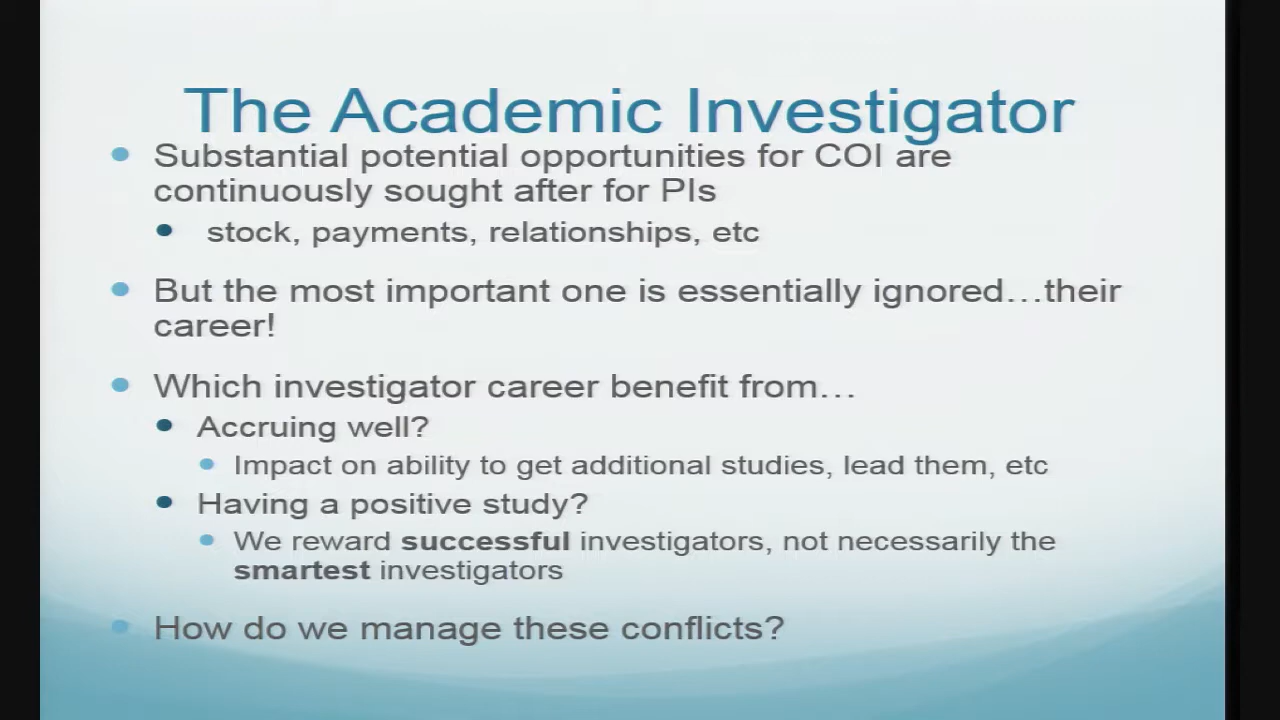 The Academic Investigator
Substantial potential opportunities for COI are
continuously sought after for PIs
stock, payments, relationships, etc
But the most important one is essentially ignored…their
career!
Which investigator career benefit from…
Accruing well?
Impact on ability to get additional studies, lead them, etc
Having a positive study?
We reward successful investigators, not necessarily the
smartest investigators
How do we manage these conflicts?